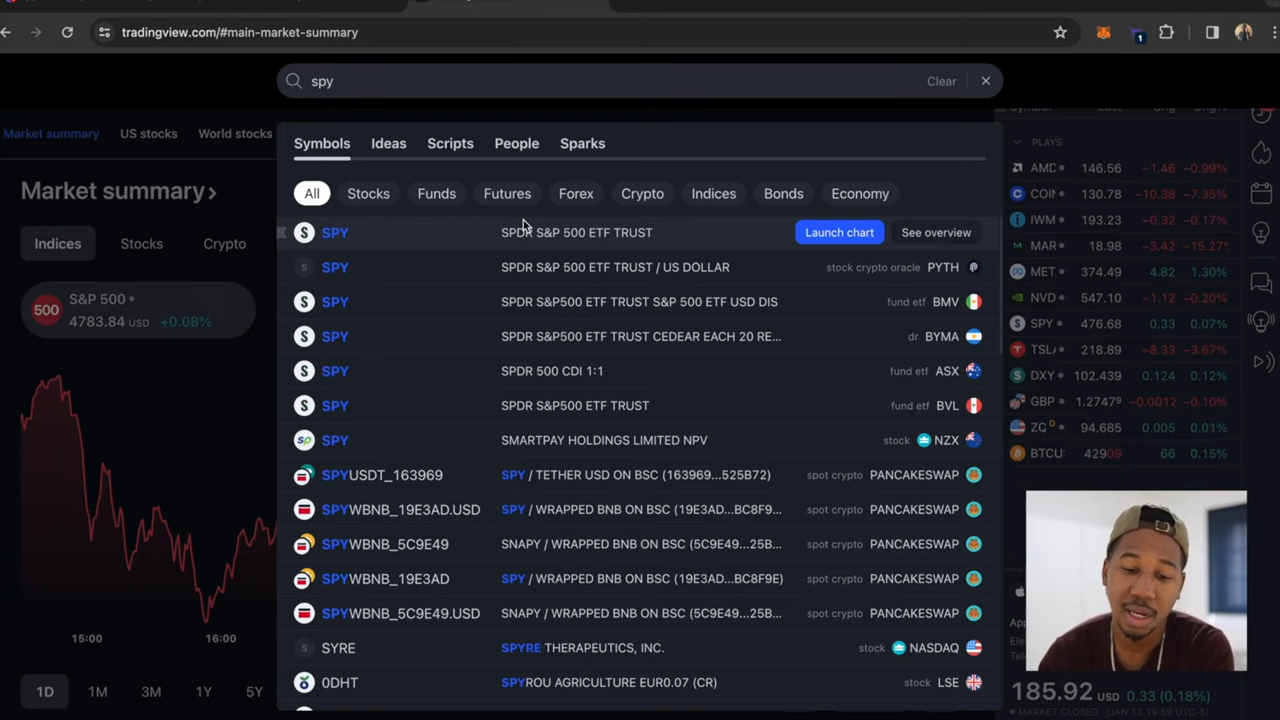 tradingview.com/#main-market-summary
1
spy
Clear
Market summary US stocks World stocks
Symbols Ideas Scripts People Sparks
All Stocks Funds Futures Forex Crypto Indices Bonds Economy
Market summary
Indices Stocks Crypto
500 S&P 500
4783.84 USD +0.08%
15:00 16:00
1D 1M 3M 1Y 5Y
S SPY SPDR S&P 500 ETF TRUST Launch chart See overview
S SPY SPDR S&P 500 ETF TRUST / US DOLLAR stock crypto oracle PYTH
S SPY SPDR S&P500 ETF TRUST S&P 500 ETF USD DIS fund etf BMV
S SPY SPDR S&P500 ETF TRUST CEDEAR EACH 20 RE... dr BYMA
S SPY SPDR 500 CDI 1:1 fund etf ASX
S SPY SPDR S&P500 ETF TRUST fund etf BVL
sp SPY SMARTPAY HOLDINGS LIMITED NPV stock NZX
SPYUSDT_163969 SPY / TETHER USD ON BSC (163969...525B72) spot crypto PANCAKESWAP
SPYWBNB_19E3AD.USD SPY / WRAPPED BNB ON BSC (19E3AD...BC8F9... spot crypto PANCAKESWAP
SPYWBNB_5C9E49 SNAPY / WRAPPED BNB ON BSC (5C9E49...25B... spot crypto PANCAKESWAP
SPYWBNB_19E3AD SPY / WRAPPED BNB ON BSC (19E3AD...BC8F9E) spot crypto PANCAKESWAP
SPYWBNB_5C9E49.USD SNAPY / WRAPPED BNB ON BSC (5C9E49...25B... spot crypto PANCAKESWAP
S SYRE SPYRE THERAPEUTICS, INC. stock NASDAQ
0DHT SPYROU AGRICULTURE EUR0.07 (CR) stock LSE
PLAYS
AMD 146.56 −1.46 −0.99%
COI 130.78 −10.38 −7.35%
IWM 193.23 −0.32 −0.17%
MAR 18.98 −3.42 −15.27%
MET 374.49 4.82 1.30%
NVD 547.10 −1.12 −0.20%
S SPY 476.68 0.33 0.07%
TSL 218.89 −8.33 −3.67%
S DXY 102.439 0.124 0.12%
GBP 1.2747⁹ −0.0012 −0.10%
ZQ D 94.685 0.005 0.01%
BTCU 42909 66 0.15%
185.92 USD 0.33 (0.18%)
MARKET CLOSED (JAN 12 19:59 UTC-5)